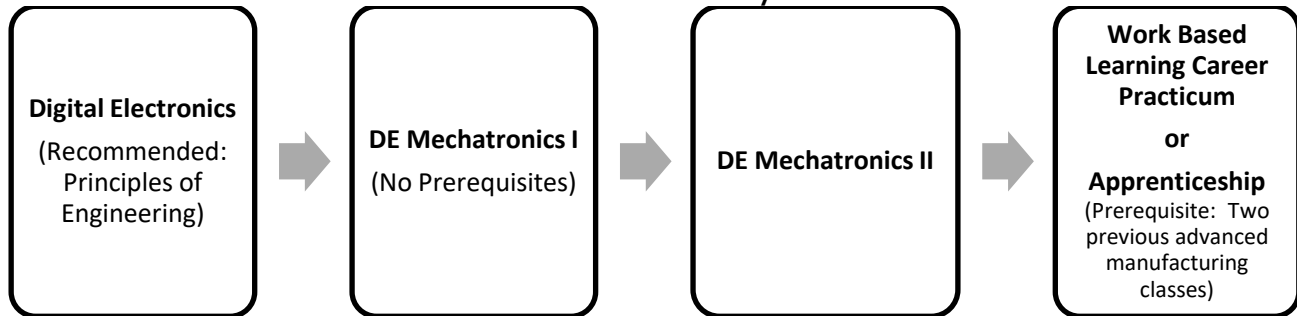 Digital Electronics
(Recommended:
Principles of
Engineering)
DE Mechatronics I
(No Prerequisites)
DE Mechatronics II
Work Based
Learning Career
Practicum
or
Apprenticeship
(Prerequisite: Two
previous advanced
manufacturing
classes)